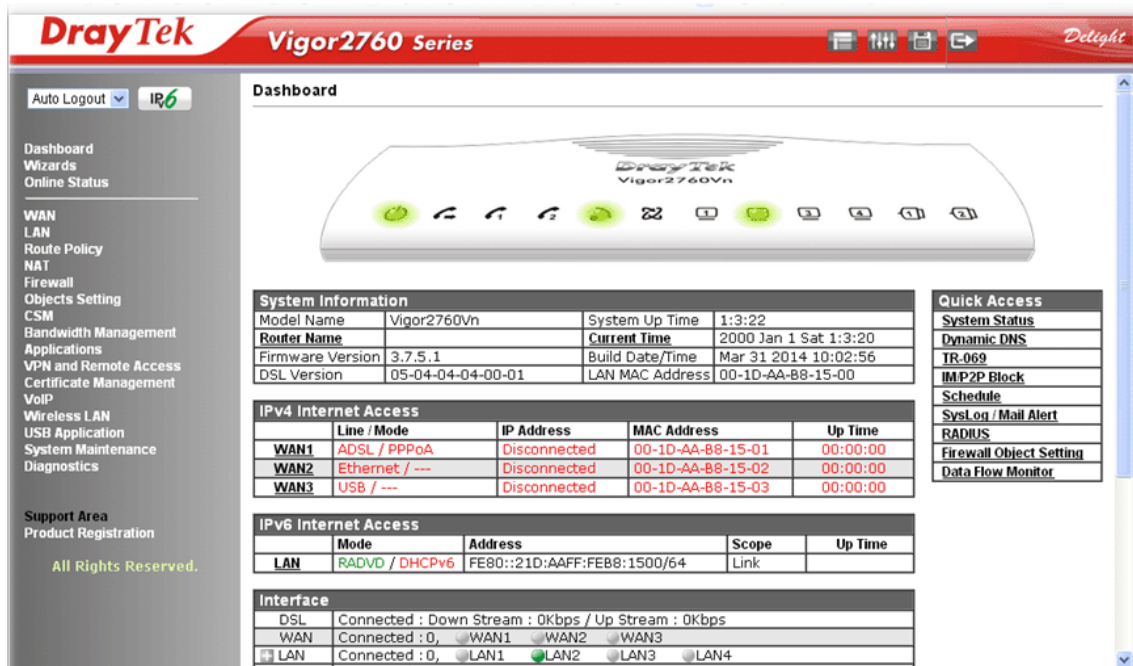 DrayTek Vigor2760 Series Delight
Auto Logout IPv6
Dashboard
Wizards
Online Status
WAN
LAN
Route Policy
NAT
Firewall
Objects Setting
CSM
Bandwidth Management
Applications
VPN and Remote Access
Certificate Management
VoIP
Wireless LAN
USB Application
System Maintenance
Diagnostics
Support Area
Product Registration
All Rights Reserved.
Dashboard
DrayTek
Vigor2760Vn
1 2 1 3 4 1 2
System Information
Model Name Vigor2760Vn System Up Time 1:3:22
Router Name Current Time 2000 Jan 1 Sat 1:3:20
Firmware Version 3.7.5.1 Build Date/Time Mar 31 2014 10:02:56
DSL Version 05-04-04-04-00-01 LAN MAC Address 00-1D-AA-B8-15-00
IPv4 Internet Access
Line / Mode IP Address MAC Address Up Time
WAN1 ADSL / PPPoA Disconnected 00-1D-AA-B8-15-01 00:00:00
WAN2 Ethernet / --- Disconnected 00-1D-AA-B8-15-02 00:00:00
WAN3 USB / --- Disconnected 00-1D-AA-B8-15-03 00:00:00
IPv6 Internet Access
Mode Address Scope Up Time
LAN RADVD / DHCPv6 FE80::21D:AAFF:FEB8:1500/64 Link
Interface
DSL Connected : Down Stream : 0Kbps / Up Stream : 0Kbps
WAN Connected : 0, WAN1 WAN2 WAN3
LAN Connected : 0, LAN1 LAN2 LAN3 LAN4
Quick Access
System Status
Dynamic DNS
TR-069
IM/P2P Block
Schedule
SysLog / Mail Alert
RADIUS
Firewall Object Setting
Data Flow Monitor